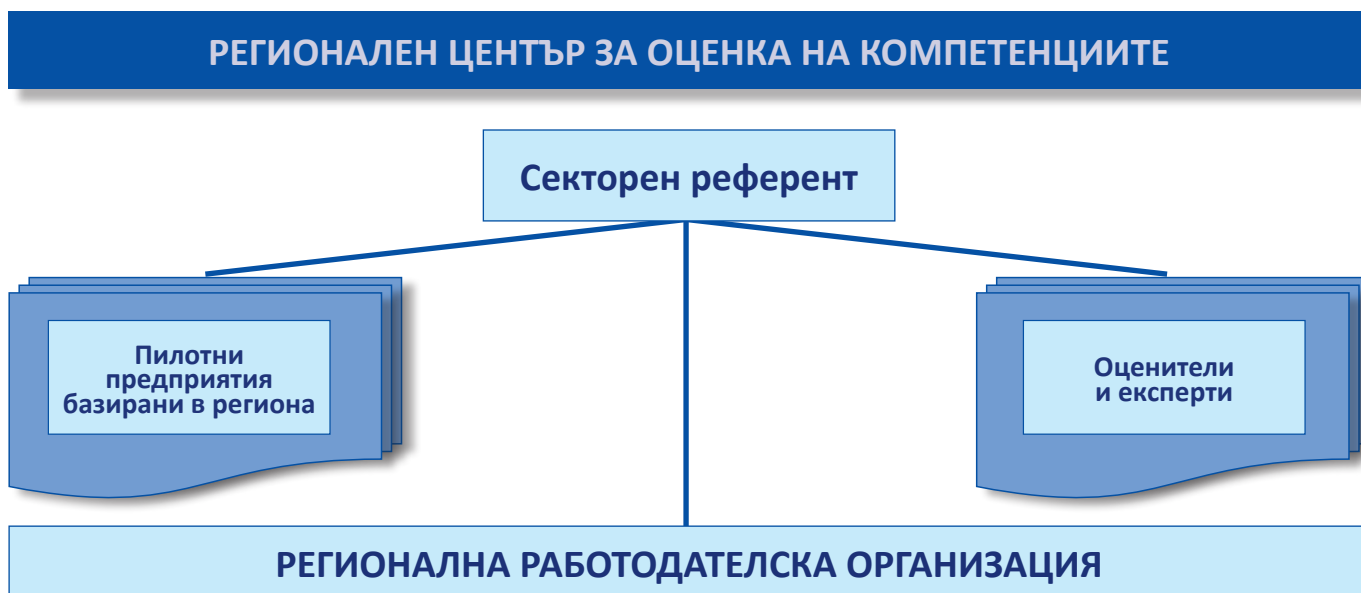 РЕГИОНАЛЕН ЦЕНТЪР ЗА ОЦЕНКА НА КОМПЕТЕНЦИИТЕ
Секторен референт
Пилотни
предприятия
базирани в региона
Оценители
и експерти
РЕГИОНАЛНА РАБОТОДАТЕЛСКА ОРГАНИЗАЦИЯ